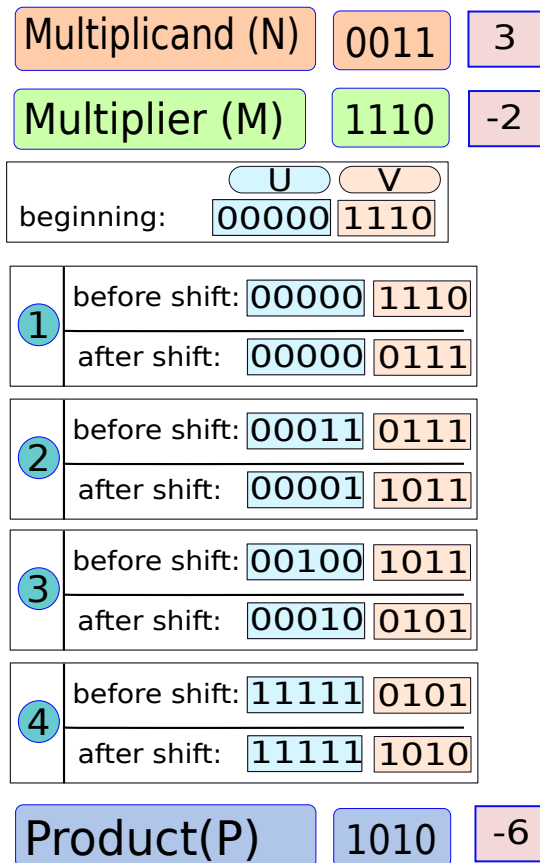 Multiplicand (N) 0011 3
Multiplier (M) 1110 -2
U V
beginning: 00000 1110
1
before shift: 00000 1110
after shift: 00000 0111
2
before shift: 00011 0111
after shift: 00001 1011
3
before shift: 00100 1011
after shift: 00010 0101
4
before shift: 11111 0101
after shift: 11111 1010
Product(P) 1010 -6